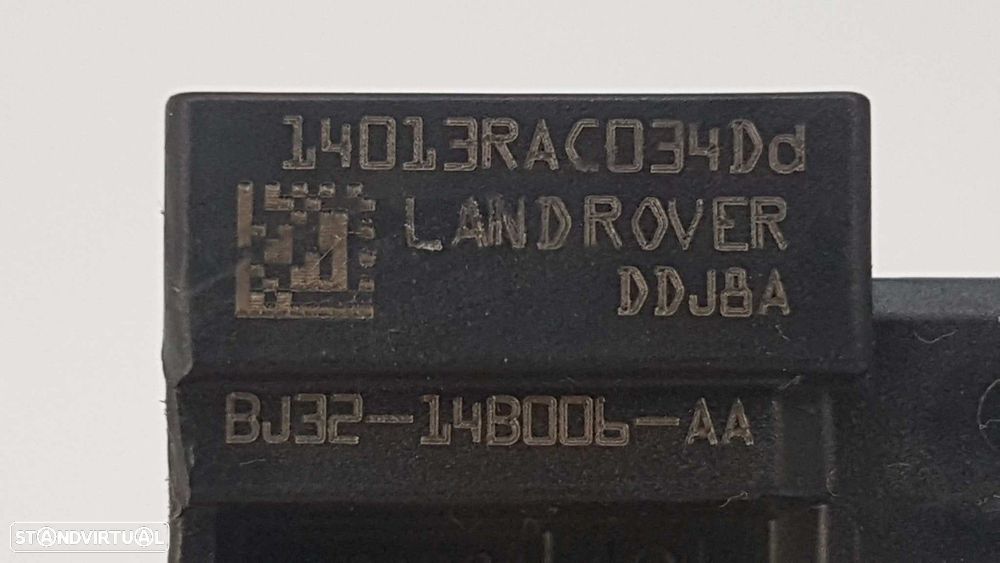 14013RAC034Dd
LANDROVER
DDJ8A
BJ32-14B006-AA
STANDVIRTUAL